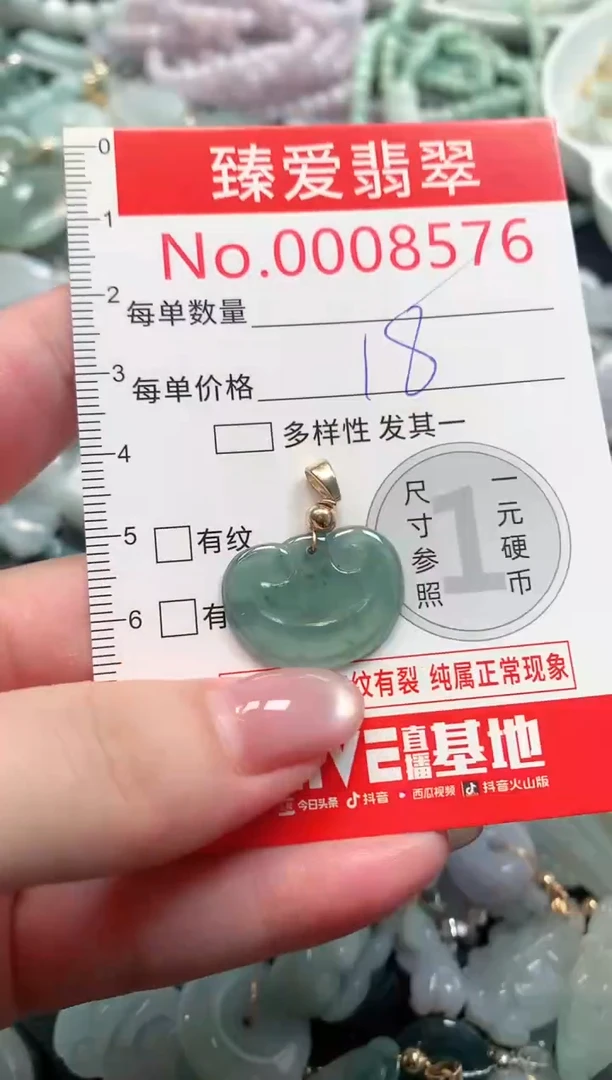 臻爱翡翠
No.0008576
每单数量
18
每单价格
多样性 发其一
有纹
有
尺寸参照
1
一元硬币
纹有裂 纯属正常现象
直播基地
今日头条 抖音 西瓜视频 抖音火山版
0
1
2
3
4
5
6